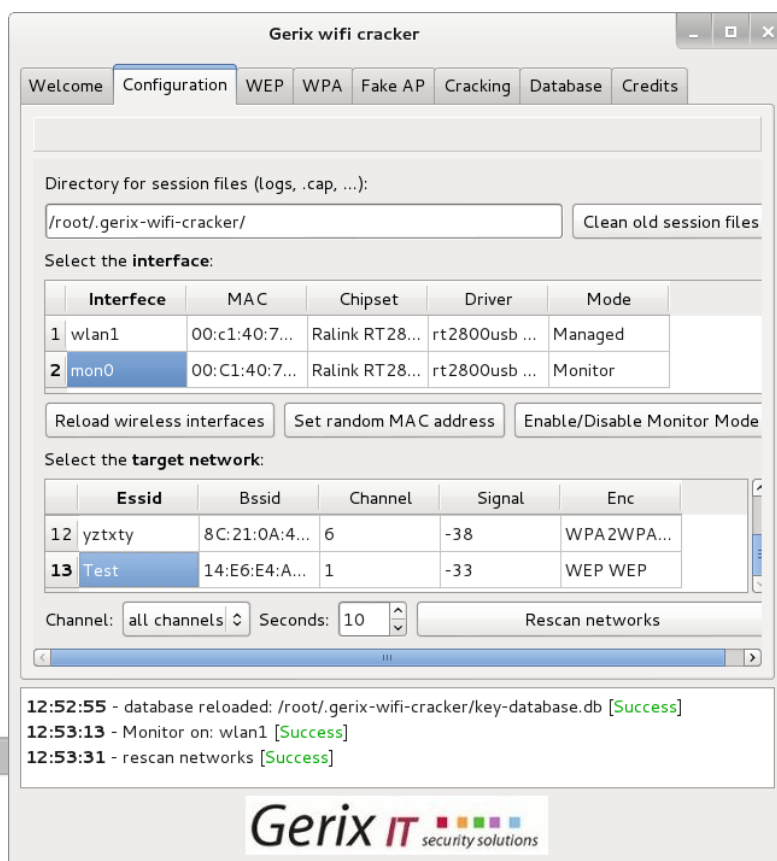 Gerix wifi cracker
Welcome Configuration WEP WPA Fake AP Cracking Database Credits
Directory for session files (logs, .cap, ...):
/root/.gerix-wifi-cracker/ Clean old session files
Select the interface:
Interfece MAC Chipset Driver Mode
1 wlan1 00:c1:40:7... Ralink RT28... rt2800usb ... Managed
2 mon0 00:C1:40:7... Ralink RT28... rt2800usb ... Monitor
Reload wireless interfaces Set random MAC address Enable/Disable Monitor Mode
Select the target network:
Essid Bssid Channel Signal Enc
12 yztxty 8C:21:0A:4... 6 -38 WPA2WPA...
13 Test 14:E6:E4:A... 1 -33 WEP WEP
Channel: all channels Seconds: 10 Rescan networks
12:52:55 - database reloaded: /root/.gerix-wifi-cracker/key-database.db [Success]
12:53:13 - Monitor on: wlan1 [Success]
12:53:31 - rescan networks [Success]
Gerix IT security solutions